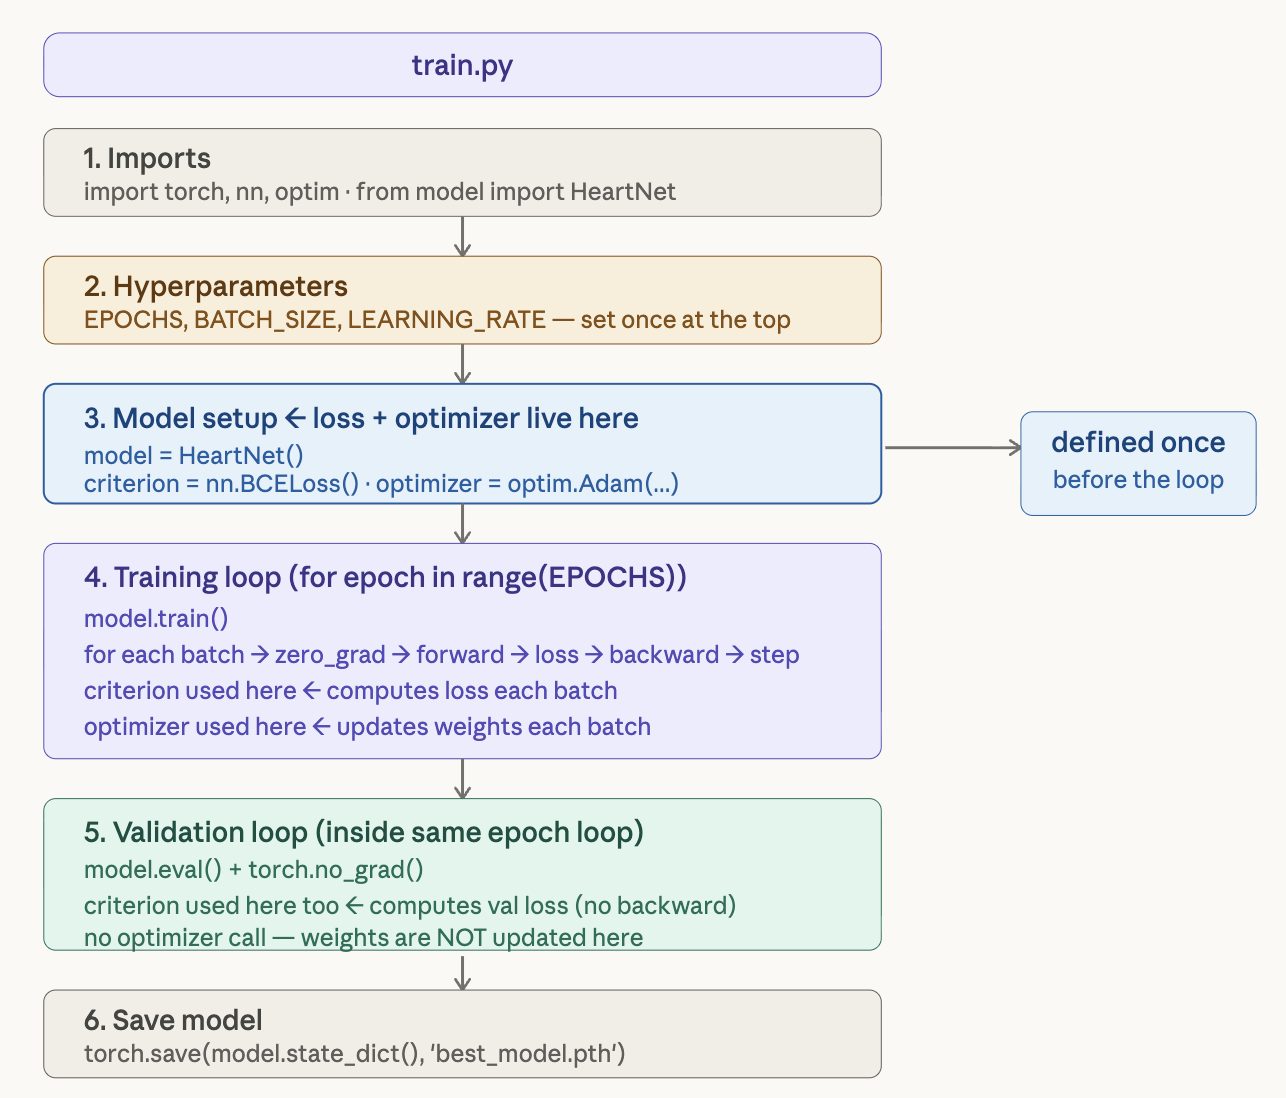 train.py
1. Imports
import torch, nn, optim · from model import HeartNet
2. Hyperparameters
EPOCHS, BATCH_SIZE, LEARNING_RATE — set once at the top
3. Model setup ← loss + optimizer live here
model = HeartNet()
criterion = nn.BCELoss() · optimizer = optim.Adam(...)
defined once
before the loop
4. Training loop (for epoch in range(EPOCHS))
model.train()
for each batch → zero_grad → forward → loss → backward → step
criterion used here ← computes loss each batch
optimizer used here ← updates weights each batch
5. Validation loop (inside same epoch loop)
model.eval() + torch.no_grad()
criterion used here too ← computes val loss (no backward)
no optimizer call — weights are NOT updated here
6. Save model
torch.save(model.state_dict(), 'best_model.pth')